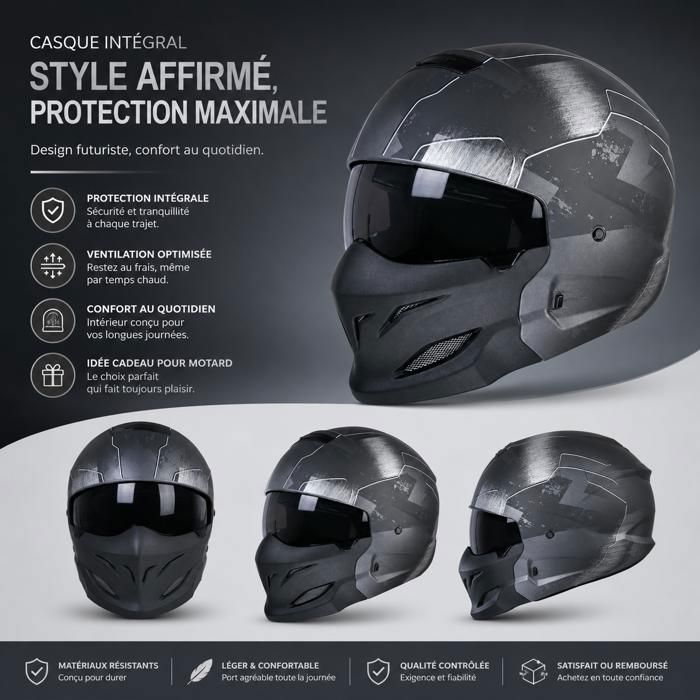 CASQUE INTÉGRAL
STYLE AFFIRMÉ,
PROTECTION MAXIMALE
Design futuriste, confort au quotidien.
PROTECTION INTÉGRALE
Sécurité et tranquillité
à chaque trajet.
VENTILATION OPTIMISÉE
Restez au frais, même
par temps chaud.
CONFORT AU QUOTIDIEN
Intérieur conçu pour
vos longues journées.
IDÉE CADEAU POUR MOTARD
Le choix parfait
qui fait toujours plaisir.
MATÉRIAUX RÉSISTANTS
Conçu pour durer
LÉGER & CONFORTABLE
Port agréable toute la journée
QUALITÉ CONTRÔLÉE
Exigence et fiabilité
SATISFAIT OU REMBOURSÉ
Achetez en toute confiance